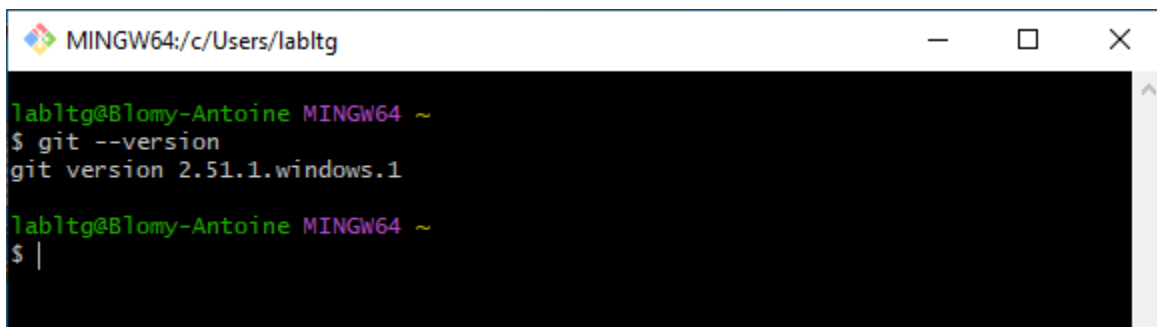 MINGW64:/c/Users/labltg
labltg@Blomy-Antoine MINGW64 ~
$ git --version
git version 2.51.1.windows.1
labltg@Blomy-Antoine MINGW64 ~
$